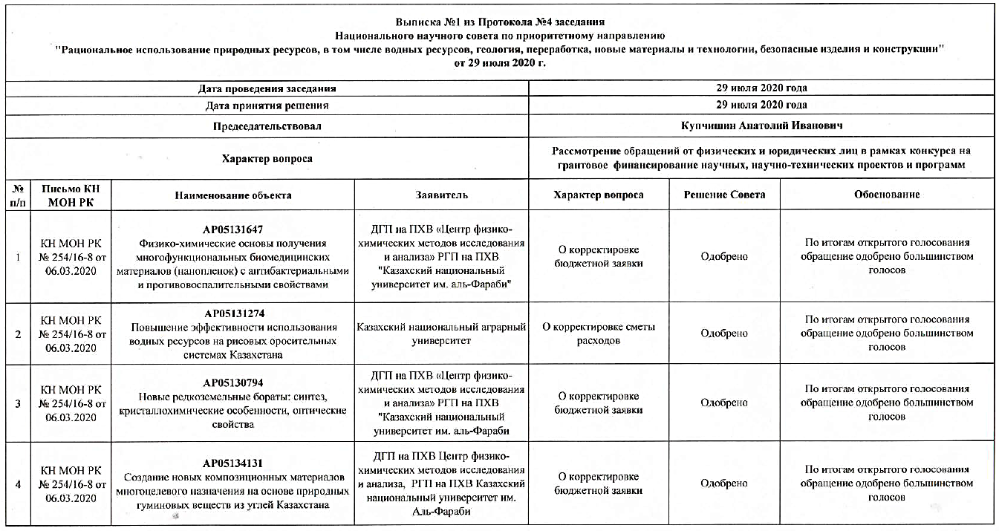 Выписка №1 из Протокола №4 заседания
Национального научного совета по приоритетному направлению
"Рациональное использование природных ресурсов, в том числе водных ресурсов, геология, переработка, новые материалы и технологии, безопасные изделия и конструкции"
от 29 июля 2020 г.
Дата проведения заседания
29 июля 2020 года
Дата принятия решения
29 июля 2020 года
Председательствовал
Купчишин Анатолий Иванович
Характер вопроса
Рассмотрение обращений от физических и юридических лиц в рамках конкурса на
грантовое финансирование научных, научно-технических проектов и программ
№
п/п
Письмо КН
МОН РК
Наименование объекта
Заявитель
Характер вопроса
Решение Совета
Обоснование
1
КН МОН РК
№ 254/16-8 от
06.03.2020
АР05131647
Физико-химические основы получения
многофункциональных биомедицинских
материалов (нанопленок) с антибактериальными
и противовоспалительными свойствами
ДГП на ПХВ «Центр физико-
химических методов исследования
и анализа» РГП на ПХВ
"Казахский национальный
университет им. аль-Фараби"
О корректировке
бюджетной заявки
Одобрено
По итогам открытого голосования
обращение одобрено большинством
голосов
2
КН МОН РК
№ 254/16-8 от
06.03.2020
АР05131274
Повышение эффективности использования
водных ресурсов на рисовых оросительных
системах Казахстана
Казахский национальный аграрный
университет
О корректировке сметы
расходов
Одобрено
По итогам открытого голосования
обращение одобрено большинством
голосов
3
КН МОН РК
№ 254/16-8 от
06.03.2020
АР05130794
Новые редкоземельные бораты: синтез,
кристаллохимические особенности, оптические
свойства
ДГП на ПХВ «Центр физико-
химических методов исследования
и анализа» РГП на ПХВ
"Казахский национальный
университет им. аль-Фараби
О корректировке
бюджетной заявки
Одобрено
По итогам открытого голосования
обращение одобрено большинством
голосов
4
КН МОН РК
№ 254/16-8 от
06.03.2020
АР05134131
Создание новых композиционных материалов
многоцелевого назначения на основе природных
гуминовых веществ из углей Казахстана
ДГП на ПХВ Центр физико-
химических методов исследования
и анализа, РГП на ПХВ Казахский
национальный университет им.
Аль-Фараби
О корректировке
бюджетной заявки
Одобрено
По итогам открытого голосования
обращение одобрено большинством
голосов